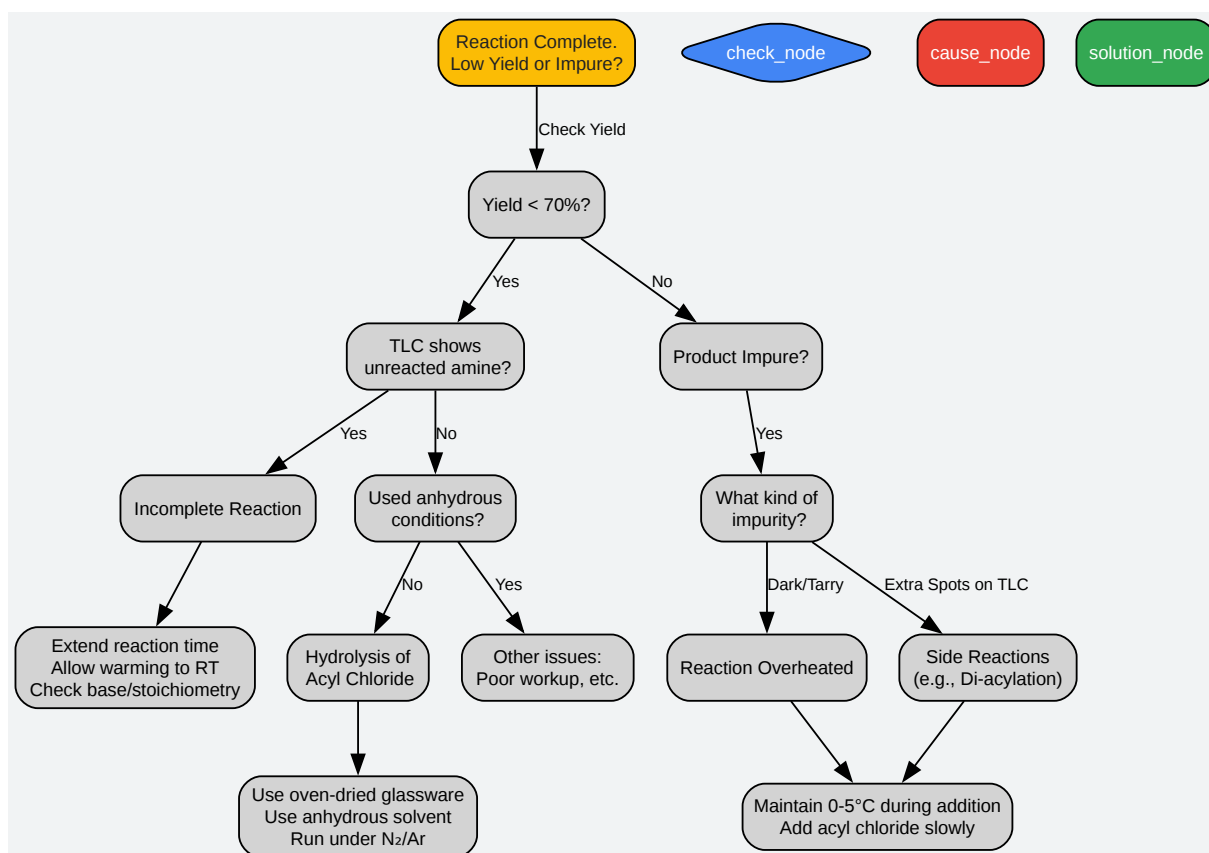 Reaction Complete.
Low Yield or Impure?
check_node
cause_node
solution_node
Check Yield
Yield < 70%?
Yes
No
TLC shows
unreacted amine?
Product Impure?
Yes
No
Yes
Incomplete Reaction
Used anhydrous
conditions?
What kind of
impurity?
No
Yes
Dark/Tarry
Extra Spots on TLC
Extend reaction time
Allow warming to RT
Check base/stoichiometry
Hydrolysis of
Acyl Chloride
Other issues:
Poor workup, etc.
Reaction Overheated
Side Reactions
(e.g., Di-acylation)
Use oven-dried glassware
Use anhydrous solvent
Run under N₂/Ar
Maintain 0-5°C during addition
Add acyl chloride slowly